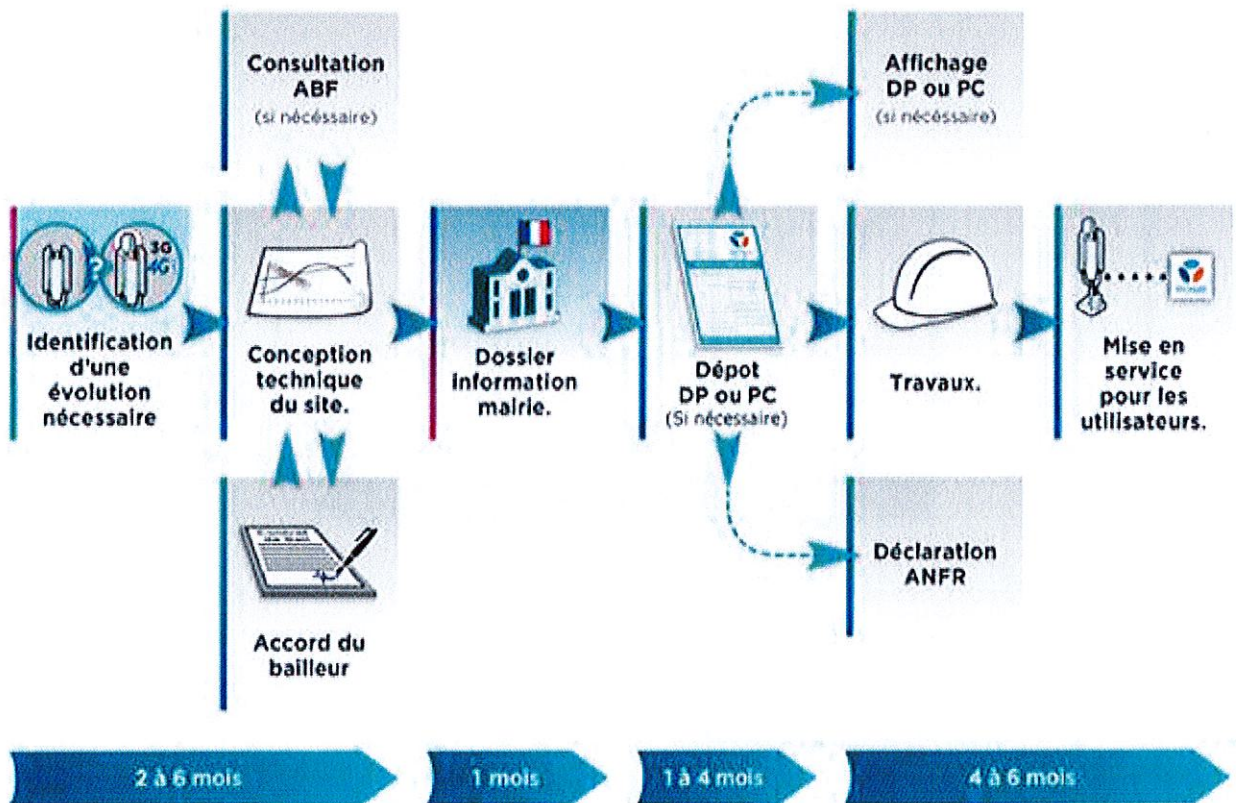 Consultation
ABF
(si nécéssaire)
Affichage
DP ou PC
(si nécéssaire)
3G
4G
?
Identification
d'une
évolution
nécessaire
Conception
technique
du site.
Dossier
information
mairie.
Dépot
DP ou PC
(Si nécessaire)
Travaux.
Mise en
service
pour les
utilisateurs.
Accord du
bailleur
Déclaration
ANFR
2 à 6 mois
1 mois
1 à 4 mois
4 à 6 mois